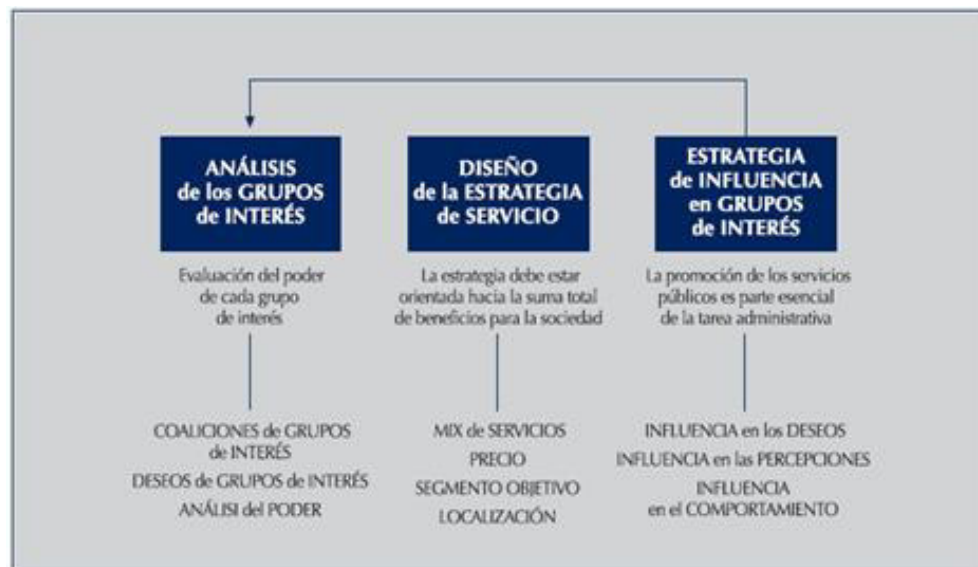 ANÁLISIS
de los GRUPOS
de INTERÉS
Evaluación del poder
de cada grupo
de interés
COALICIONES de GRUPOS
de INTERÉS
DESEOS de GRUPOS de INTERÉS
ANÁLISI del PODER
DISEÑO
de la ESTRATEGIA
de SERVICIO
La estrategia debe estar
orientada hacia la suma total
de beneficios para la sociedad
MIX de SERVICIOS
PRECIO
SEGMENTO OBJETIVO
LOCALIZACIÓN
ESTRATEGIA
de INFLUENCIA
en GRUPOS
de INTERÉS
La promoción de los servicios
públicos es parte esencial
de la tarea administrativa
INFLUENCIA en los DESEOS
INFLUENCIA en las PERCEPCIONES
INFLUENCIA
en el COMPORTAMIENTO